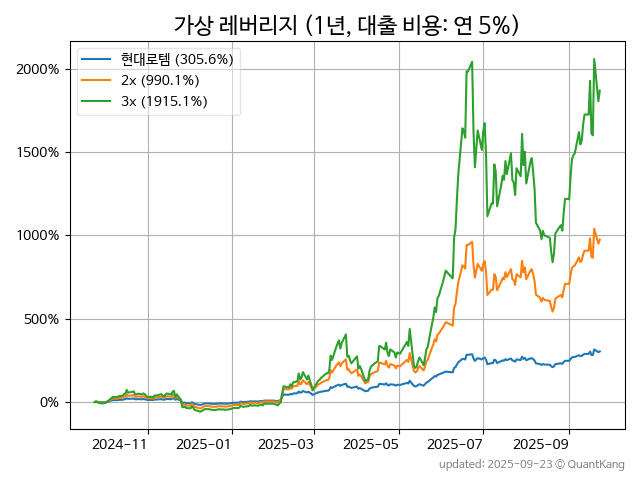 가상 레버리지 (1년, 대출 비용: 연 5%)
현대로템 (305.6%)
2x (990.1%)
3x (1915.1%)
2000%
1500%
1000%
500%
0%
2024-11 2025-01 2025-03 2025-05 2025-07 2025-09
updated: 2025-09-23 © QuantKang